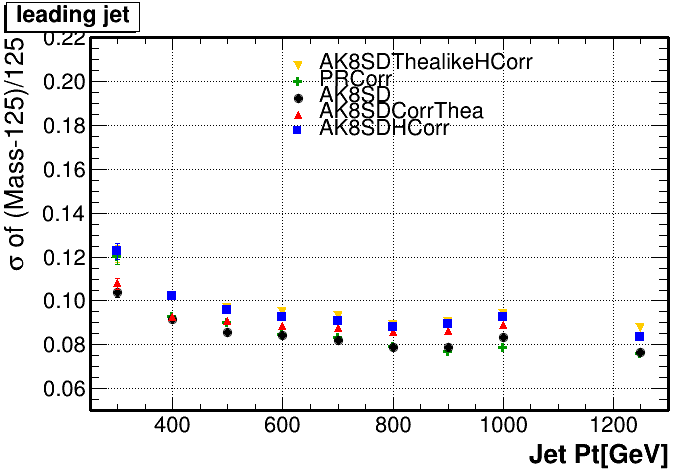 leading jet
σ of (Mass-125)/125
0.22
0.20
0.18
0.16
0.14
0.12
0.10
0.08
0.06
AK8SDThealikeHCorr
PRCorr
AK8SD
AK8SDCorrThea
AK8SDHCorr
400 600 800 1000 1200
Jet Pt[GeV]